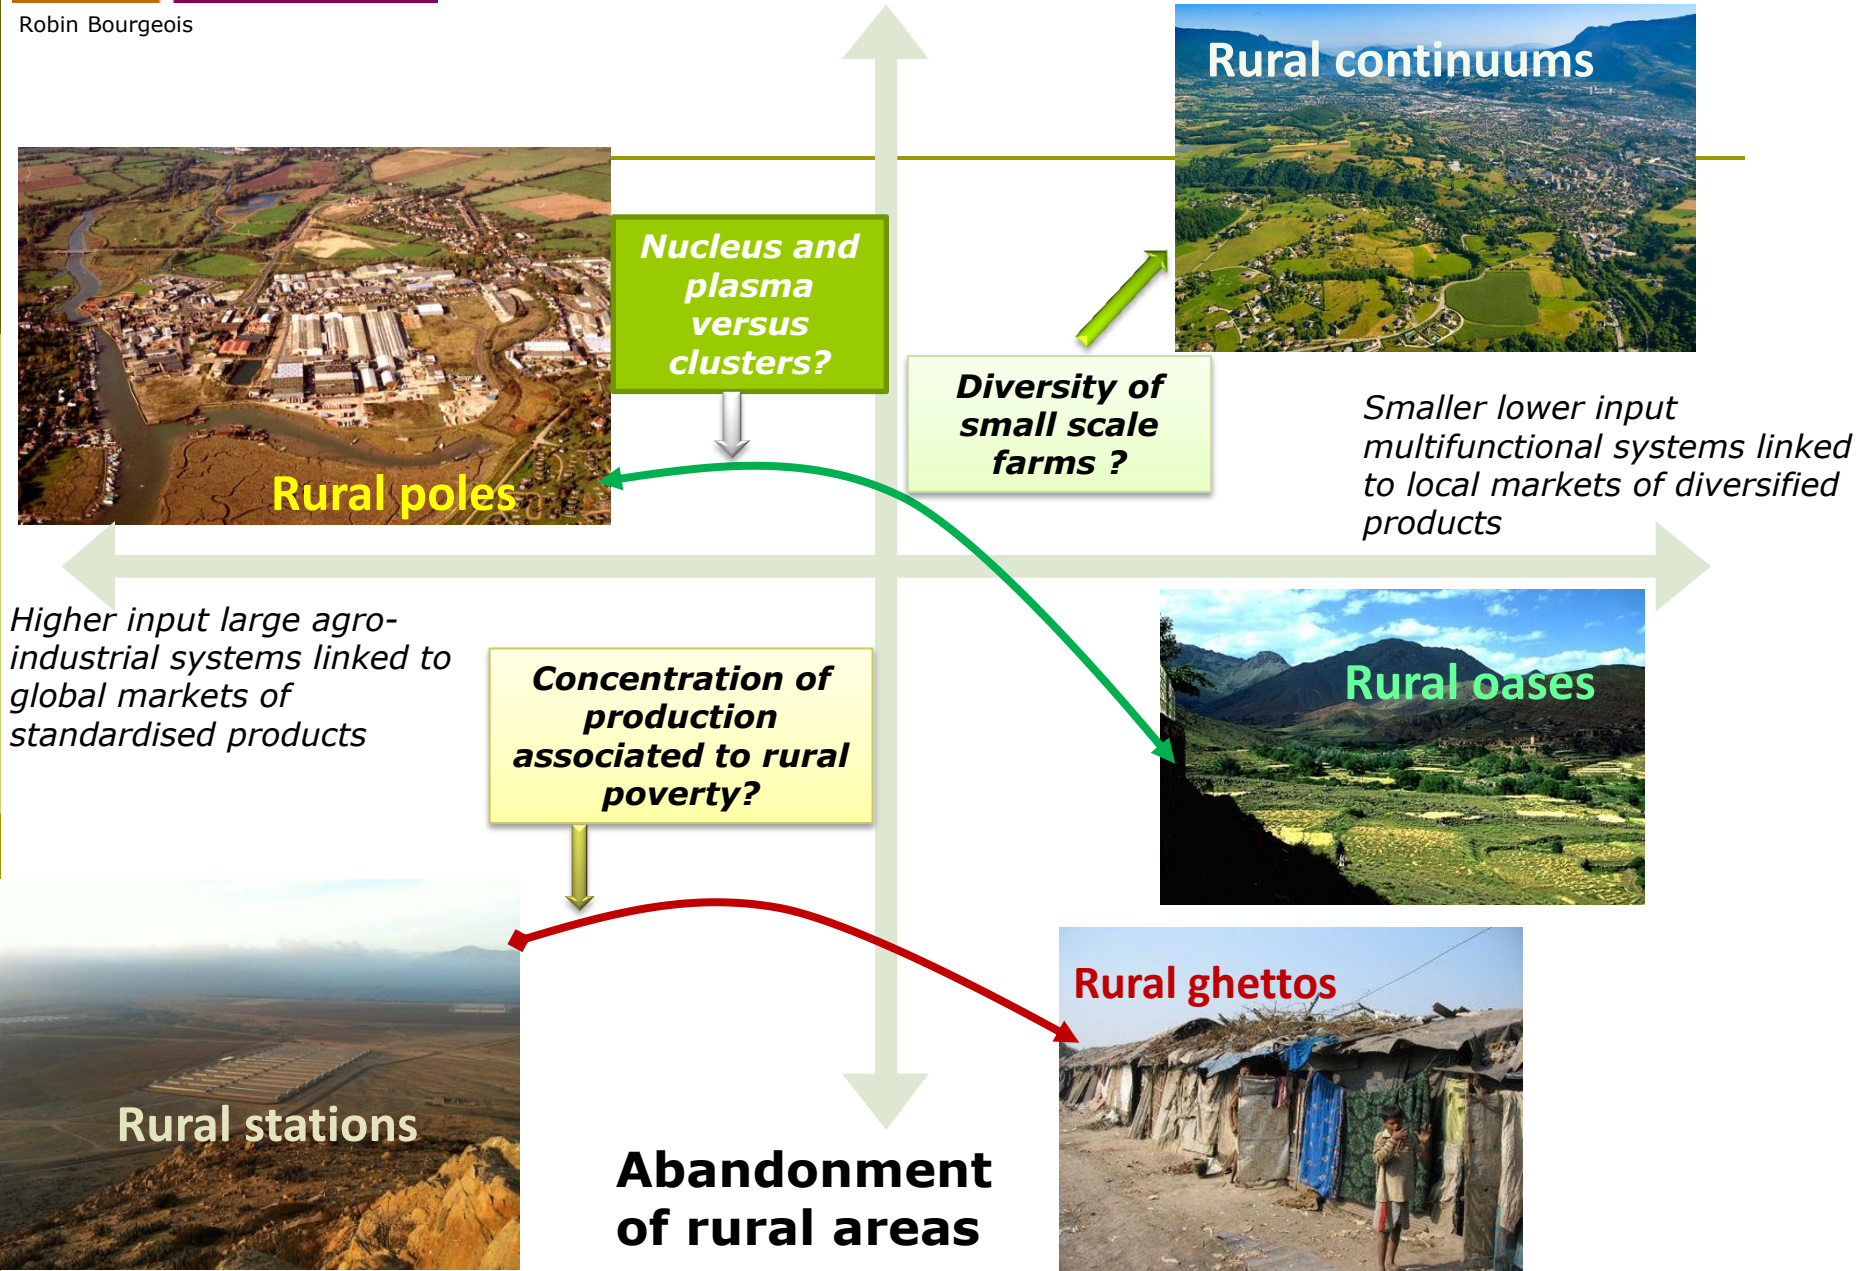 Robin Bourgeois
Rural continuums
Nucleus and
plasma
versus
clusters?
Diversity of
small scale
farms ?
Smaller lower input
multifunctional systems linked
to local markets of diversified
products
Rural poles
Higher input large agro-
industrial systems linked to
global markets of
standardised products
Concentration of
production
associated to rural
poverty?
Rural oases
Rural ghettos
Rural stations
Abandonment
of rural areas